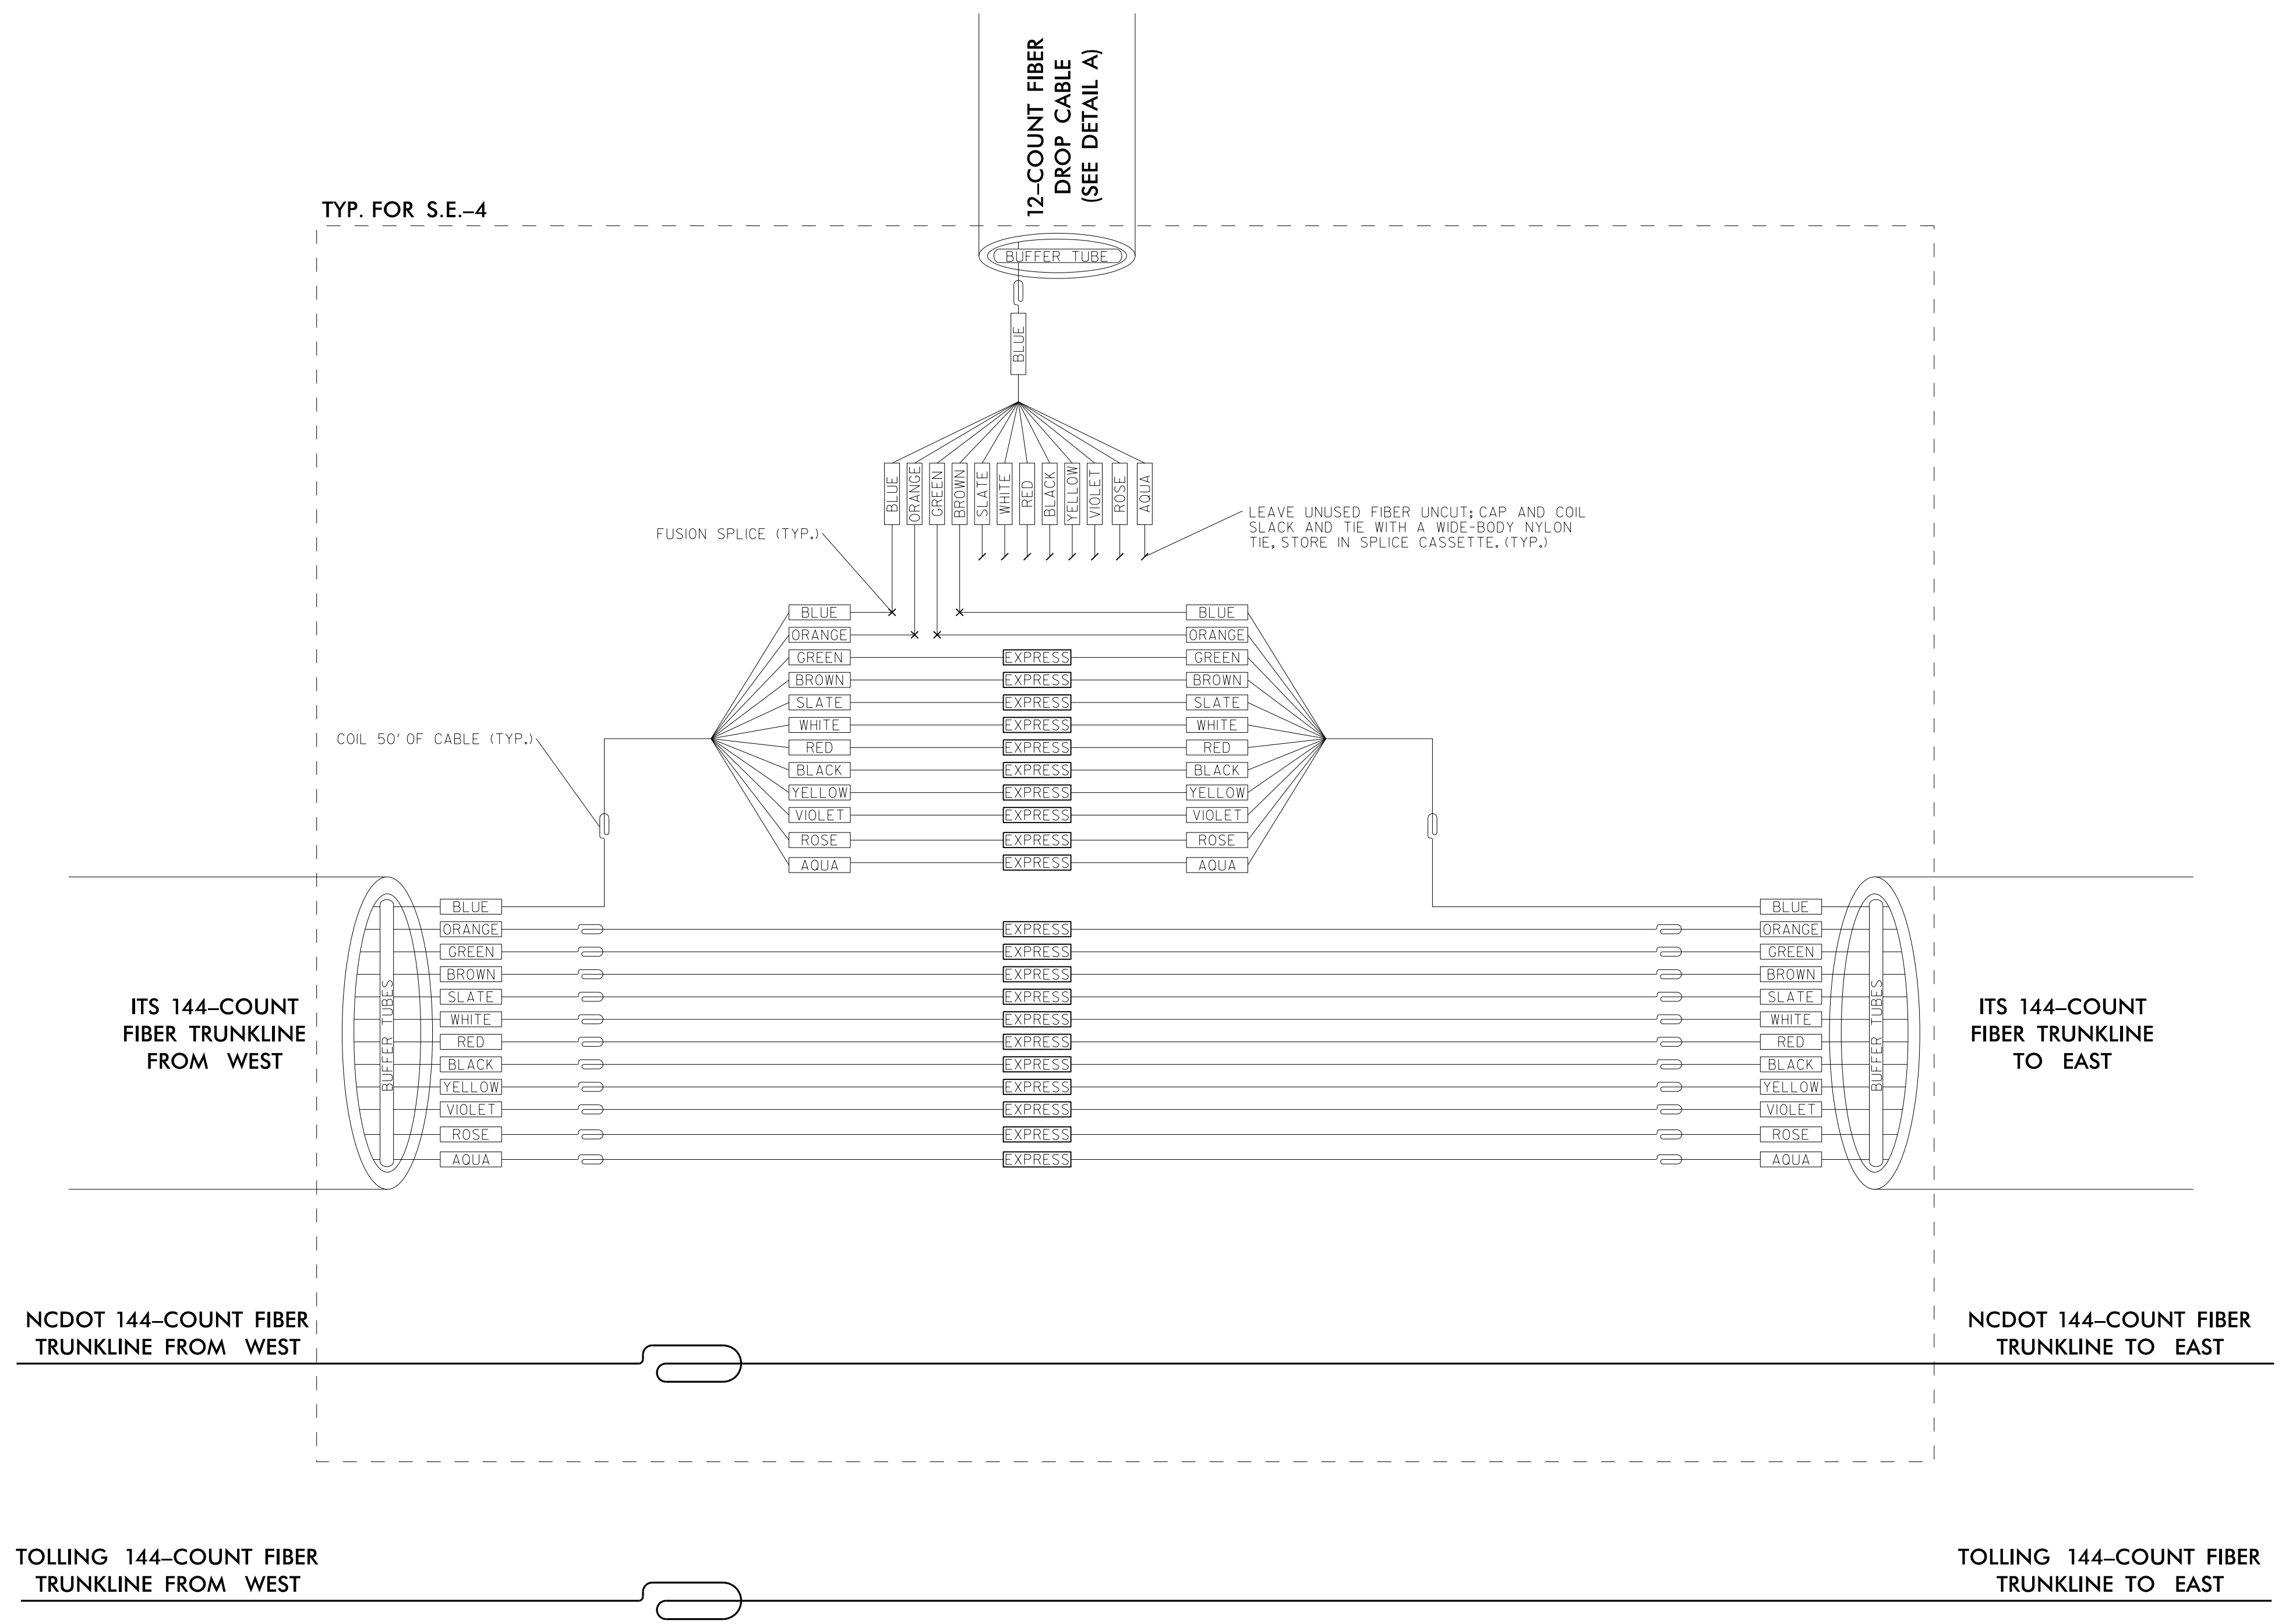 12–COUNT FIBER
DROP CABLE
(SEE DETAIL A)
TYP. FOR S.E.–4
BUFFER TUBE
BLUE
BLUE
ORANGE
GREEN
BROWN
SLATE
WHITE
RED
BLACK
YELLOW
VIOLET
ROSE
AQUA
LEAVE UNUSED FIBER UNCUT; CAP AND COIL
SLACK AND TIE WITH A WIDE-BODY NYLON
TIE, STORE IN SPLICE CASSETTE. (TYP.)
FUSION SPLICE (TYP.)
BLUE BLUE
ORANGE ORANGE
GREEN EXPRESS GREEN
BROWN EXPRESS BROWN
SLATE EXPRESS SLATE
WHITE EXPRESS WHITE
RED EXPRESS RED
BLACK EXPRESS BLACK
YELLOW EXPRESS YELLOW
VIOLET EXPRESS VIOLET
ROSE EXPRESS ROSE
AQUA EXPRESS AQUA
COIL 50' OF CABLE (TYP.)
BLUE BLUE
ORANGE EXPRESS ORANGE
GREEN EXPRESS GREEN
BROWN EXPRESS BROWN
SLATE EXPRESS SLATE
WHITE EXPRESS WHITE
RED EXPRESS RED
BLACK EXPRESS BLACK
YELLOW EXPRESS YELLOW
VIOLET EXPRESS VIOLET
ROSE EXPRESS ROSE
AQUA EXPRESS AQUA
BUFFER TUBES
BUFFER TUBES
ITS 144–COUNT
FIBER TRUNKLINE
FROM WEST
ITS 144–COUNT
FIBER TRUNKLINE
TO EAST
NCDOT 144–COUNT FIBER
TRUNKLINE FROM WEST
NCDOT 144–COUNT FIBER
TRUNKLINE TO EAST
TOLLING 144–COUNT FIBER
TRUNKLINE FROM WEST
TOLLING 144–COUNT FIBER
TRUNKLINE TO EAST